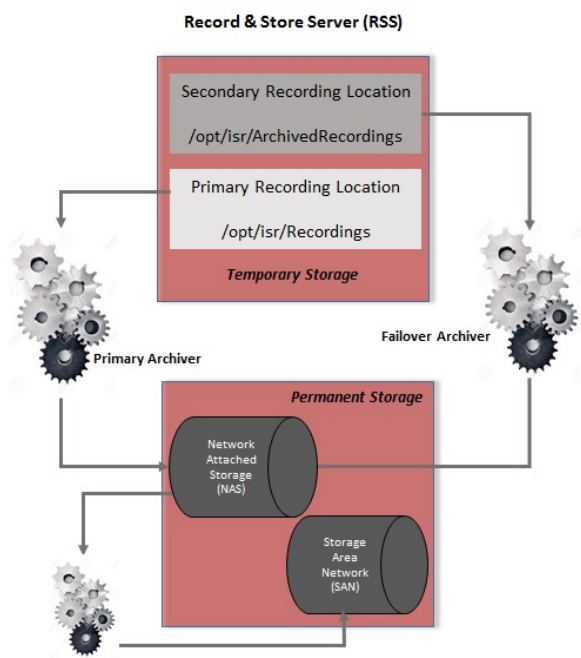 Record & Store Server (RSS)
Secondary Recording Location
/opt/isr/ArchivedRecordings
Primary Recording Location
/opt/isr/Recordings
Temporary Storage
Primary Archiver
Failover Archiver
Permanent Storage
Network
Attached
Storage
(NAS)
Storage
Area
Network
(SAN)